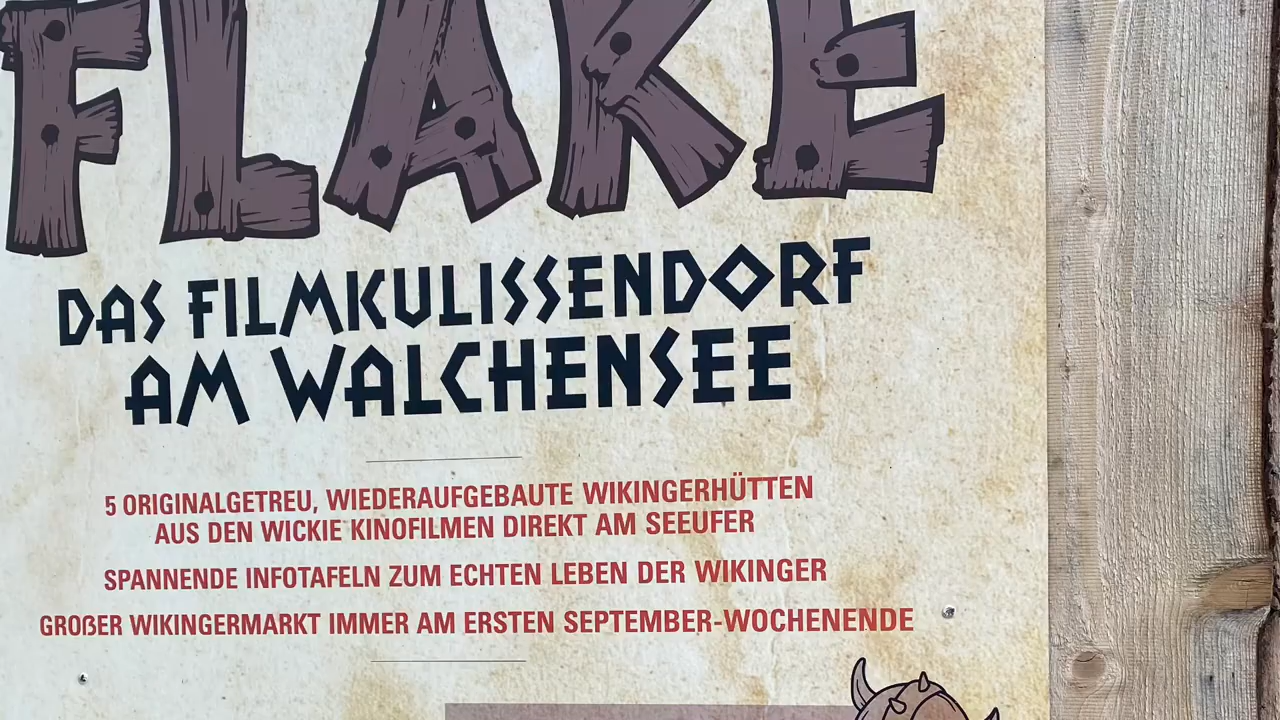 FLAKE
DAS FILMKULISSENDORF
AM WALCHENSEE
5 ORIGINALGETREU, WIEDERAUFGEBAUTE WIKINGERHÜTTEN
AUS DEN WICKIE KINOFILMEN DIREKT AM SEEUFER
SPANNENDE INFOTAFELN ZUM ECHTEN LEBEN DER WIKINGER
GROßER WIKINGERMARKT IMMER AM ERSTEN SEPTEMBER-WOCHENENDE